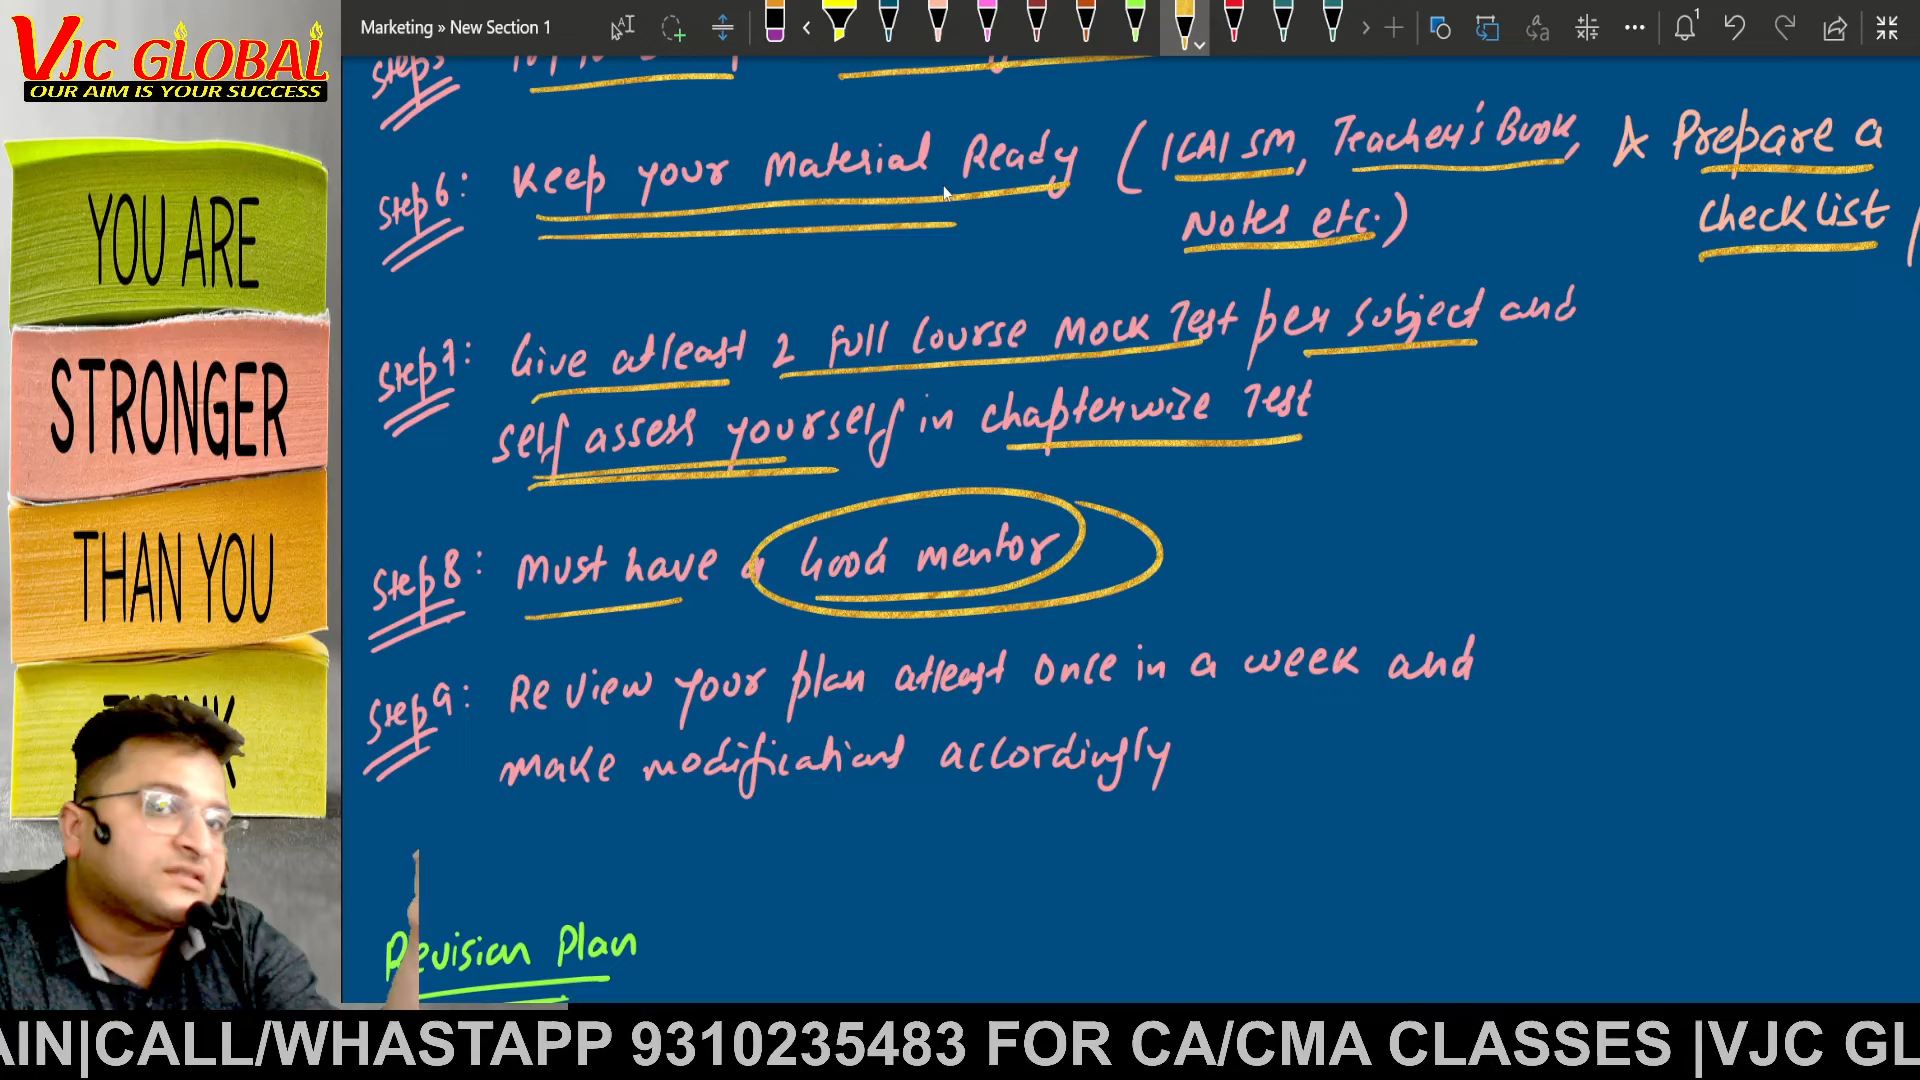 VJC GLOBAL
OUR AIM IS YOUR SUCCESS
Marketing » New Section 1
YOU ARE
STRONGER
THAN YOU
THINK
Step 5
Step 6: Keep your Material Ready (ICAI SM, Teacher's Book,
Notes etc.)
Prepare a
checklist
Step 7: Give atleast 2 full Course Mock Test per subject and
self assess yourself in chapterwise Test
Step 8: Must have a Good mentor
Step 9: Review your plan atleast once in a week and
make modifications accordingly
Revision Plan
AIN|CALL/WHASTAPP 9310235483 FOR CA/CMA CLASSES |VJC GL